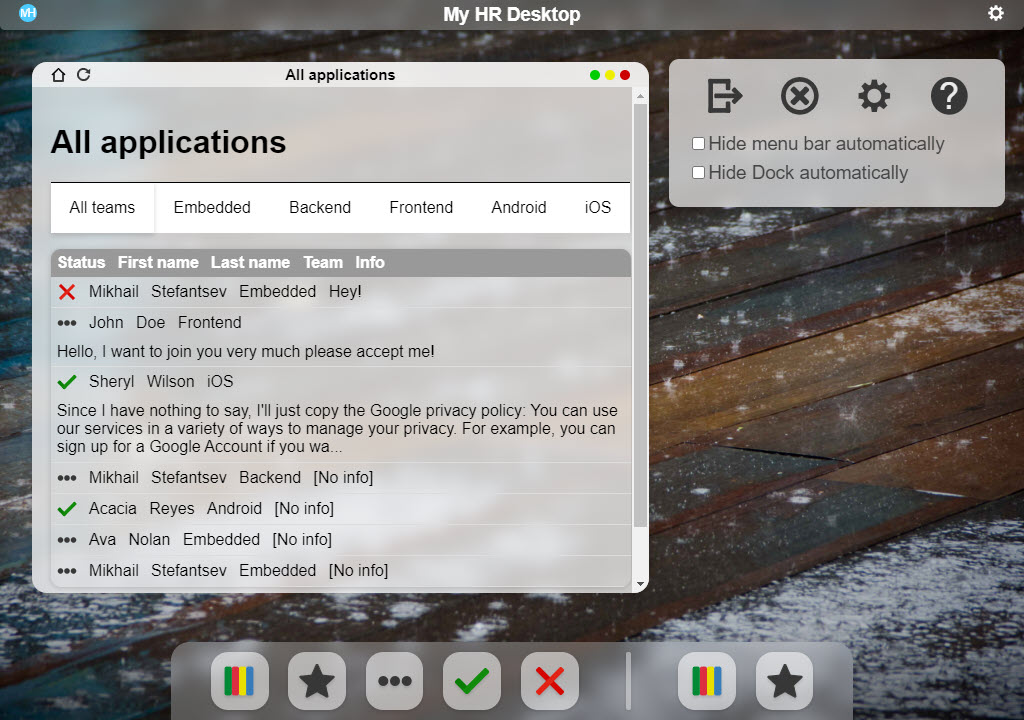 MH
My HR Desktop
All applications
All applications
All teams Embedded Backend Frontend Android iOS
Status First name Last name Team Info
Mikhail Stefantsev Embedded Hey!
John Doe Frontend
Hello, I want to join you very much please accept me!
Sheryl Wilson iOS
Since I have nothing to say, I'll just copy the Google privacy policy: You can use
our services in a variety of ways to manage your privacy. For example, you can
sign up for a Google Account if you wa...
Mikhail Stefantsev Backend [No info]
Acacia Reyes Android [No info]
Ava Nolan Embedded [No info]
Mikhail Stefantsev Embedded [No info]
?
Hide menu bar automatically
Hide Dock automatically